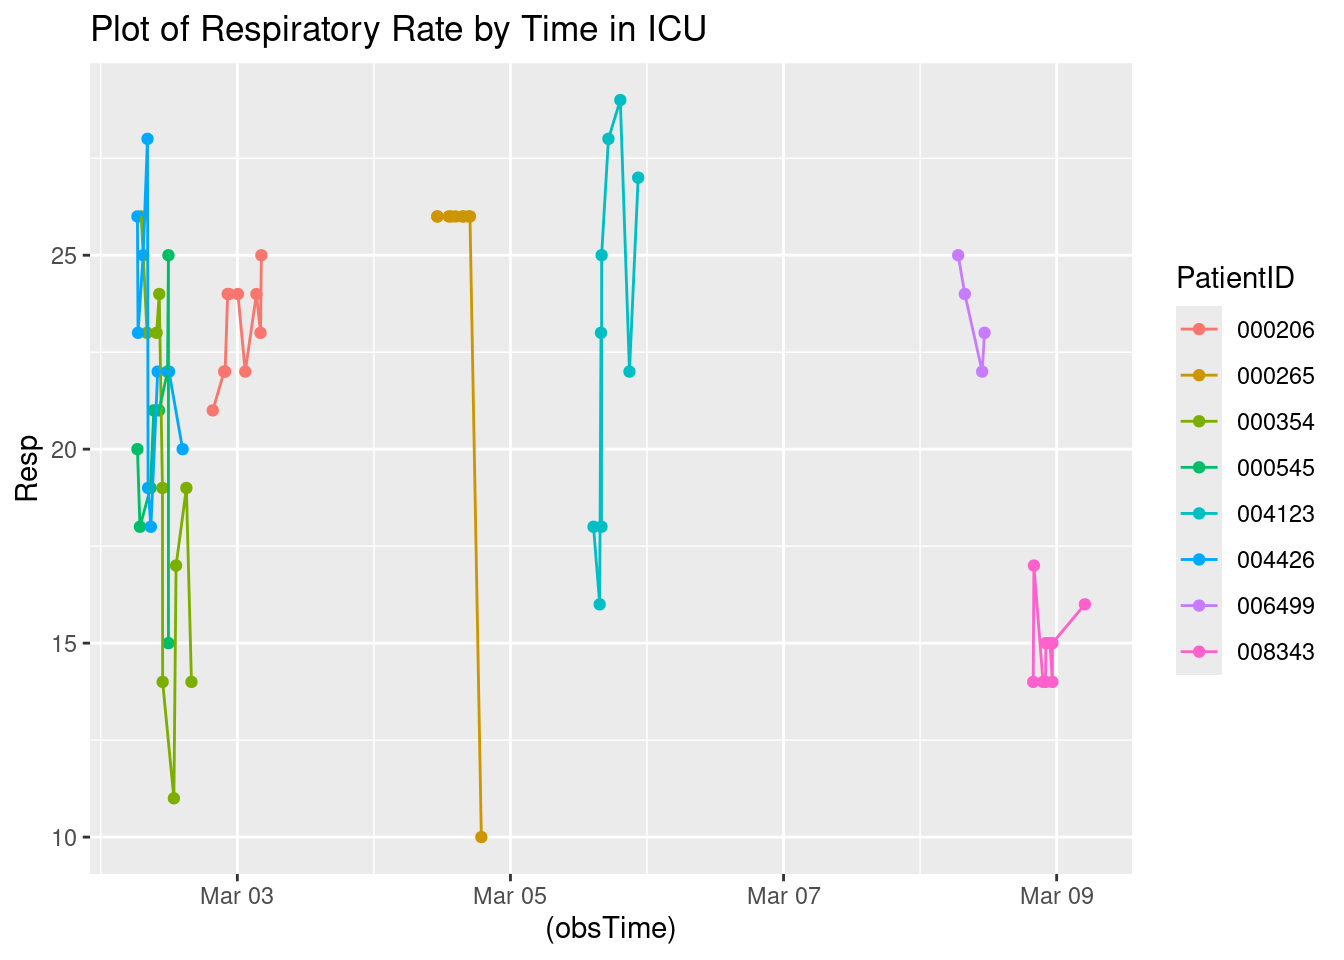 Plot of Respiratory Rate by Time in ICU
Resp
25
20
15
10
Mar 03
Mar 05
Mar 07
Mar 09
(obsTime)
PatientID
000206
000265
000354
000545
004123
004426
006499
008343